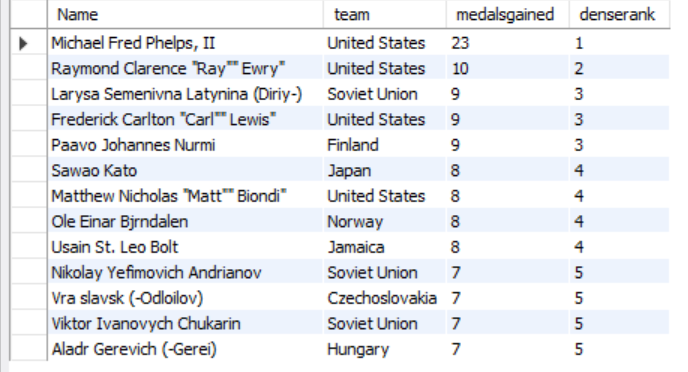 Name team medalsgained denserank
Michael Fred Phelps, II United States 23 1
Raymond Clarence "Ray"" Ewry" United States 10 2
Larysa Semenivna Latynina (Diriy-) Soviet Union 9 3
Frederick Carlton "Carl"" Lewis" United States 9 3
Paavo Johannes Nurmi Finland 9 3
Sawao Kato Japan 8 4
Matthew Nicholas "Matt"" Biondi" United States 8 4
Ole Einar Bjrndalen Norway 8 4
Usain St. Leo Bolt Jamaica 8 4
Nikolay Yefimovich Andrianov Soviet Union 7 5
Vra slavsk (-Odloilov) Czechoslovakia 7 5
Viktor Ivanovych Chukarin Soviet Union 7 5
Aladr Gerevich (-Gerei) Hungary 7 5